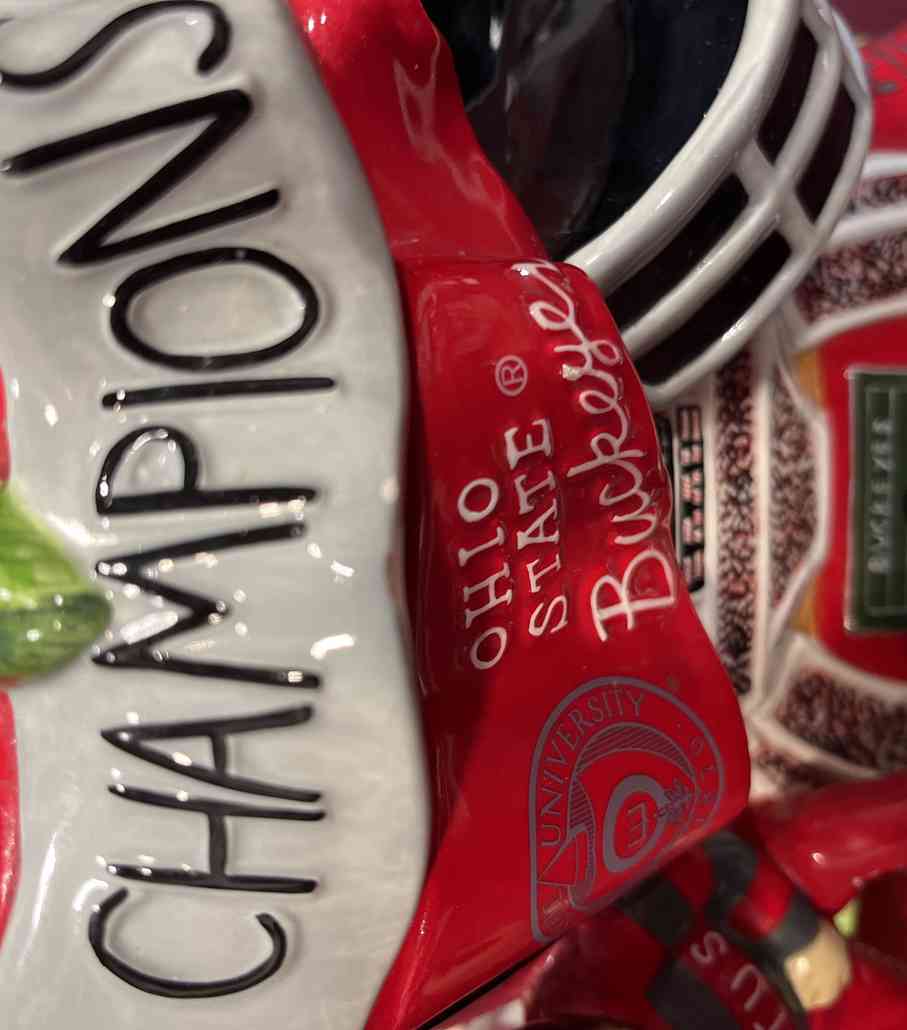 CHAMPIONS
OHIO
STATE ®
Buckeyes
UNIVERSITY